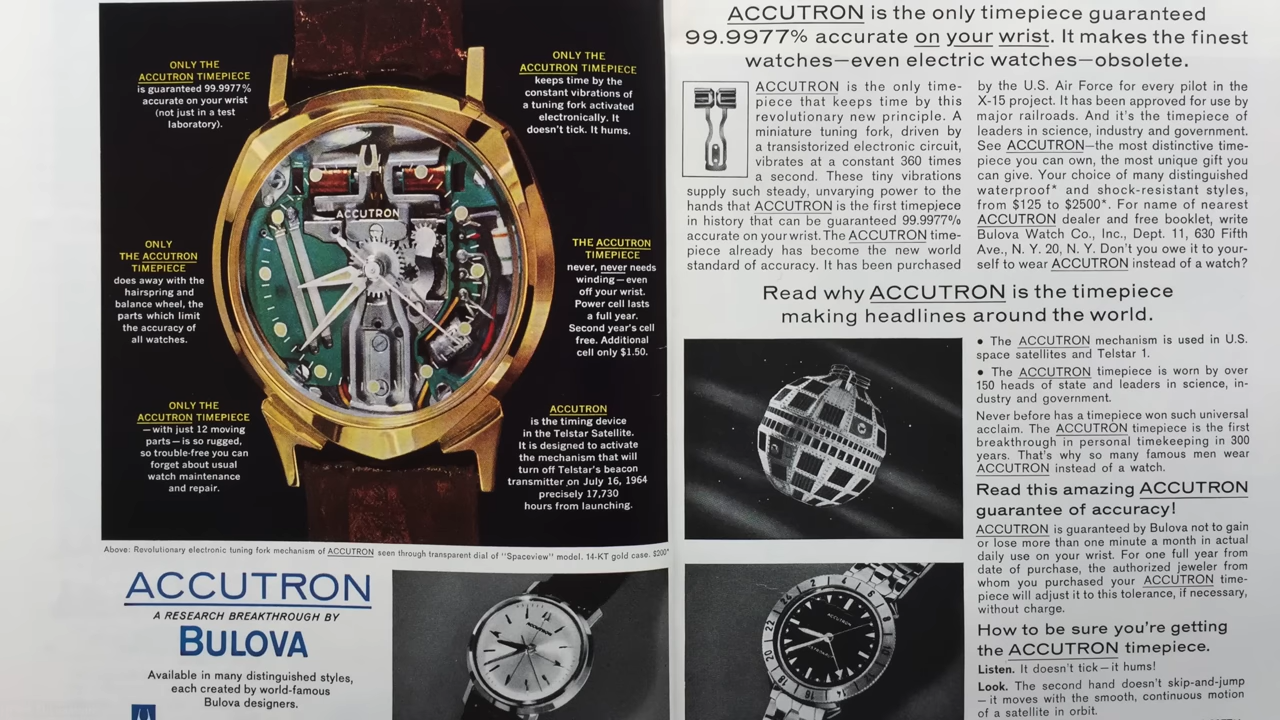 ONLY THE
ACCUTRON TIMEPIECE
is guaranteed 99.9977%
accurate on your wrist
(not just in a test
laboratory).
ONLY
THE ACCUTRON
TIMEPIECE
does away with the
hairspring and
balance wheel, the
parts which limit
the accuracy of
all watches.
ONLY THE
ACCUTRON TIMEPIECE
—with just 12 moving
parts—is so rugged,
so trouble-free you can
forget about usual
watch maintenance
and repair.
ACCUTRON
ONLY THE
ACCUTRON TIMEPIECE
keeps time by the
constant vibrations of
a tuning fork activated
electronically. It
doesn't tick. It hums.
THE ACCUTRON
TIMEPIECE
never, never needs
winding—even
off your wrist.
Power cell lasts
a full year.
Second year's cell
free. Additional
cell only $1.50.
ACCUTRON
is the timing device
in the Telstar Satellite.
It is designed to activate
the mechanism that will
turn off Telstar's beacon
transmitter on July 16, 1964
precisely 17,730
hours from launching.
Above: Revolutionary electronic tuning fork mechanism of ACCUTRON seen through transparent dial of "Spaceview" model. 14-KT gold case. $200*
ACCUTRON
A RESEARCH BREAKTHROUGH BY
BULOVA
Available in many distinguished styles,
each created by world-famous
Bulova designers.
ACCUTRON is the only timepiece guaranteed
99.9977% accurate on your wrist. It makes the finest
watches—even electric watches—obsolete.
ACCUTRON is the only time-
piece that keeps time by this
revolutionary new principle. A
miniature tuning fork, driven by
a transistorized electronic circuit,
vibrates at a constant 360 times
a second. These tiny vibrations
supply such steady, unvarying power to the
hands that ACCUTRON is the first timepiece
in history that can be guaranteed 99.9977%
accurate on your wrist. The ACCUTRON time-
piece already has become the new world
standard of accuracy. It has been purchased
by the U.S. Air Force for every pilot in the
X-15 project. It has been approved for use by
major railroads. And it's the timepiece of
leaders in science, industry and government.
See ACCUTRON—the most distinctive time-
piece you can own, the most unique gift you
can give. Your choice of many distinguished
waterproof* and shock-resistant styles,
from $125 to $2500*. For name of nearest
ACCUTRON dealer and free booklet, write
Bulova Watch Co., Inc., Dept. 11, 630 Fifth
Ave., N. Y. 20, N. Y. Don't you owe it to your-
self to wear ACCUTRON instead of a watch?
Read why ACCUTRON is the timepiece
making headlines around the world.
• The ACCUTRON mechanism is used in U.S.
space satellites and Telstar 1.
• The ACCUTRON timepiece is worn by over
150 heads of state and leaders in science, in-
dustry and government.
Never before has a timepiece won such universal
acclaim. The ACCUTRON timepiece is the first
breakthrough in personal timekeeping in 300
years. That's why so many famous men wear
ACCUTRON instead of a watch.
Read this amazing ACCUTRON
guarantee of accuracy!
ACCUTRON is guaranteed by Bulova not to gain
or lose more than one minute a month in actual
daily use on your wrist. For one full year from
date of purchase, the authorized jeweler from
whom you purchased your ACCUTRON time-
piece will adjust it to this tolerance, if necessary,
without charge.
How to be sure you're getting
the ACCUTRON timepiece.
Listen. It doesn't tick—it hums!
Look. The second hand doesn't skip-and-jump
—it moves with the smooth, continuous motion
of a satellite in orbit.
ACCUTRON